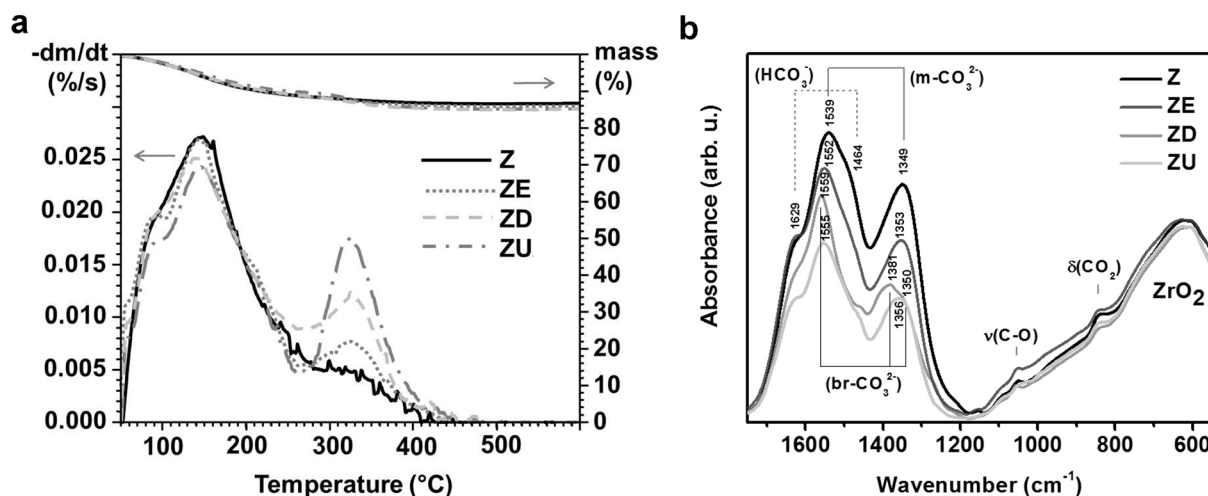 a
-dm/dt
(%/s)
mass
(%)
0.025
0.020
0.015
0.010
0.005
0.000
80
70
60
50
40
30
20
10
0
Z
ZE
ZD
ZU
100
200
300
400
500
Temperature (°C)
b
Absorbance (arb. u.)
(HCO₃⁻)
(m-CO₃²⁻)
Z
ZE
ZD
ZU
1629
1539
1552
1559
1555
1464
1349
1353
1381
1350
1356
(br-CO₃²⁻)
ν(C-O)
δ(CO₂)
ZrO₂
1600
1400
1200
1000
800
600
Wavenumber (cm⁻¹)